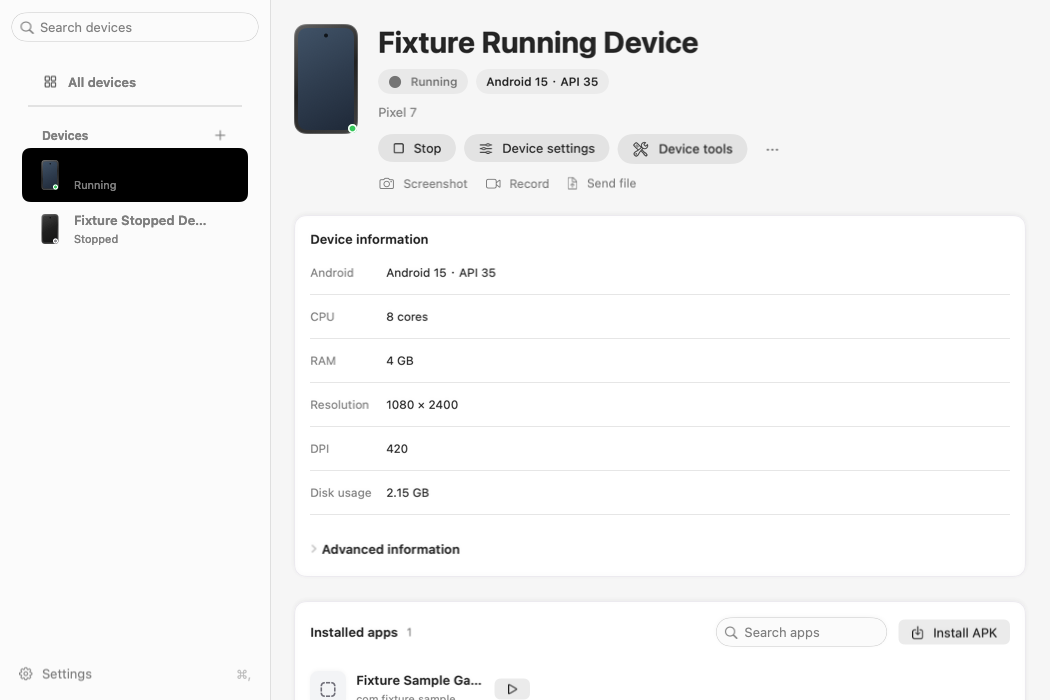 Search devices
All devices
Devices
Running
Fixture Stopped De...
Stopped
Settings
⌘,
Fixture Running Device
Running
Android 15 · API 35
Pixel 7
Stop
Device settings
Device tools
Screenshot
Record
Send file
Device information
Android Android 15 · API 35
CPU 8 cores
RAM 4 GB
Resolution 1080 × 2400
DPI 420
Disk usage 2.15 GB
Advanced information
Installed apps 1
Search apps
Install APK
Fixture Sample Ga...
com.fixture.sample